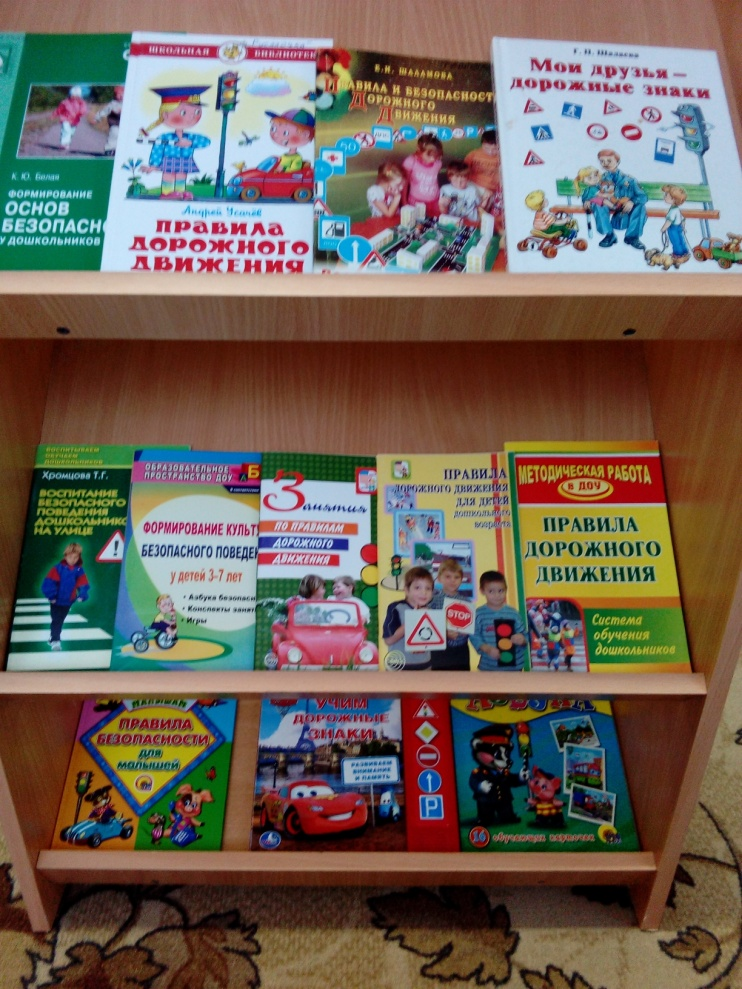 К. Ю. Белая
ФОРМИРОВАНИЕ
ОСНОВ
БЕЗОПАСН
У ДОШКОЛЬНИКОВ
ШКОЛЬНАЯ БИБЛИОТЕКА
Андрей Усачёв
ПРАВИЛА
ДОРОЖНОГО
ДВИЖЕНИЯ
Е. И. ШАЛАМОВА
ПРАВИЛА И БЕЗОПАСНОСТЬ
ДОРОЖНОГО
ДВИЖЕНИЯ
Г. П. Шалаева
Мои друзья –
дорожные знаки
ВОСПИТЫВАЕМ
ОБУЧАЕМ
ДОШКОЛЬНИКОВ
Хромцова Т.Г.
ВОСПИТАНИЕ
БЕЗОПАСНОГО
ПОВЕДЕНИЯ
ДОШКОЛЬНИКО
НА УЛИЦЕ
ОБРАЗОВАТЕЛЬНОЕ
ПРОСТРАНСТВО ДОУ
Б
ФОРМИРОВАНИЕ КУЛЬТУ
БЕЗОПАСНОГО ПОВЕДЕН
у детей 3-7 лет
• Азбука безопасно
• Конспекты заняти
• Игры
Занятия
ПО ПРАВИЛАМ
ДОРОЖНОГО
ДВИЖЕНИЯ
ПРАВИЛА
ДОРОЖНОГО ДВИЖЕНИЯ
ДЛЯ ДЕТЕЙ
дошкольного
возраста
STOP
МЕТОДИЧЕСКАЯ РАБОТА
В ДОУ
ПРАВИЛА
ДОРОЖНОГО
ДВИЖЕНИЯ
Система
обучения
дошкольников
МАЛЫШАМ
ПРАВИЛА
БЕЗОПАСНОСТИ
для
малышей
УЧИМ
ДОРОЖНЫЕ
ЗНАКИ
РАЗВИВАЕМ
ВНИМАНИЕ
И ПАМЯТЬ
P
16 обучающих карточек